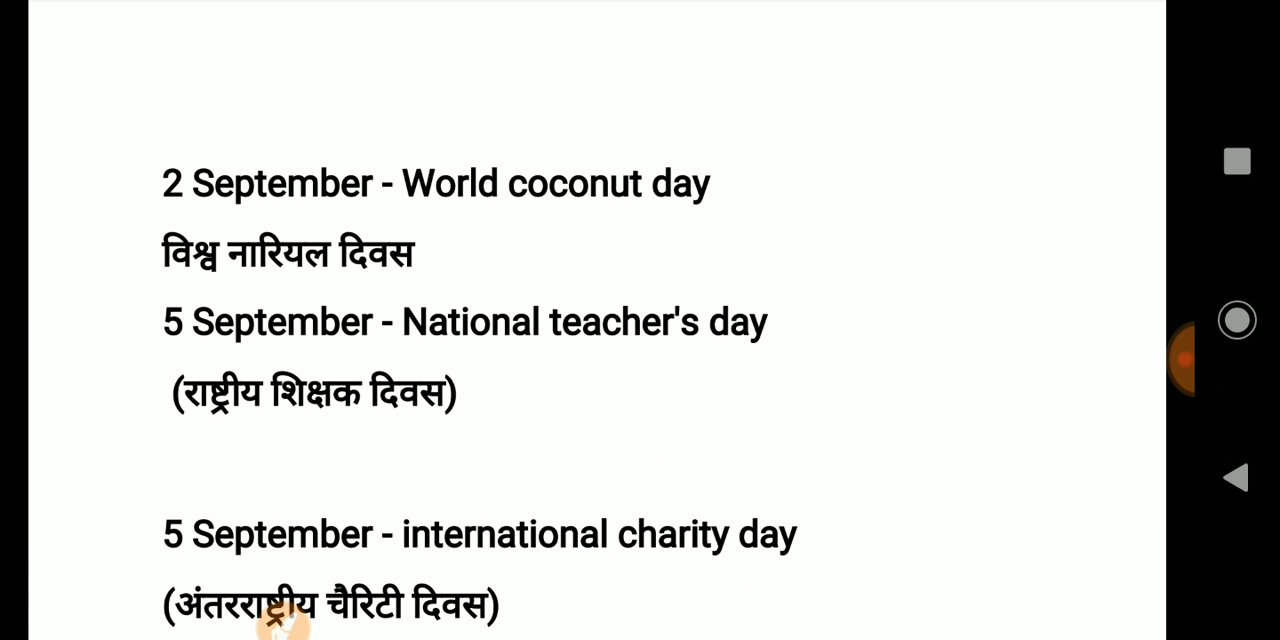 2 September - World coconut day
विश्व नारियल दिवस
5 September - National teacher's day
(राष्ट्रीय शिक्षक दिवस)
5 September - international charity day
(अंतरराष्ट्रीय चैरिटी दिवस)